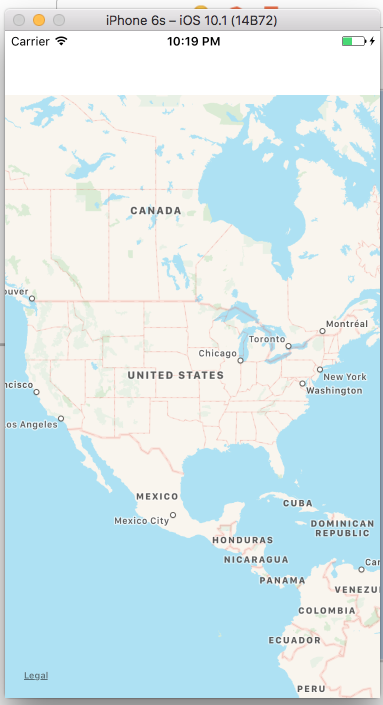 iPhone 6s – iOS 10.1 (14B72)
Carrier 10:19 PM
CANADA
ouver
Montréal
Toronto
Chicago
UNITED STATES
New York
ncisco
Washington
os Angeles
MEXICO
CUBA
Mexico City
DOMINICAN
REPUBLIC
HONDURAS
NICARAGUA
Car
PANAMA
VENEZU
COLOMBIA
ECUADOR
Legal
PERU